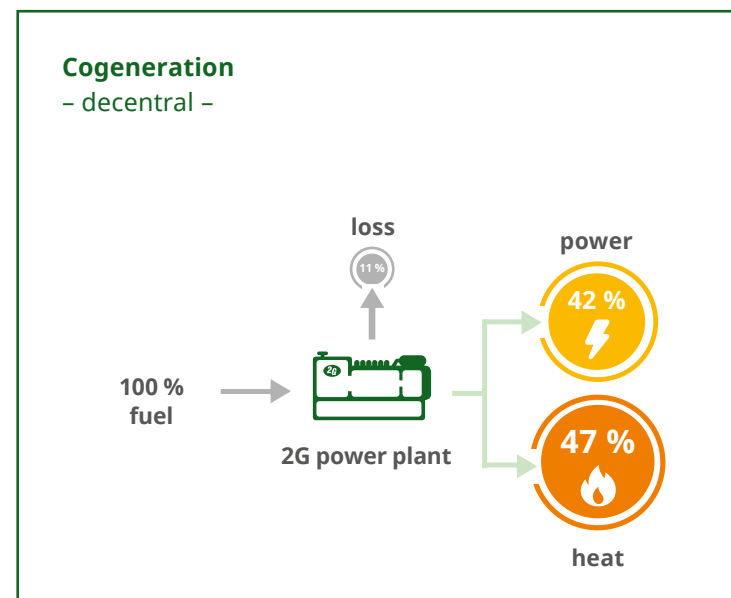 Cogeneration
– decentral –
loss
11 %
power
42 %
100 %
fuel
2G
2G power plant
47 %
heat